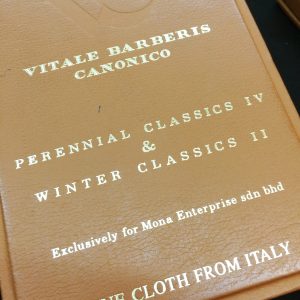 VITALE BARBERIS
CANONICO
PERENNIAL CLASSICS IV
&
WINTER CLASSICS II
Exclusively for Mona Enterprise sdn bhd
CLOTH FROM ITALY